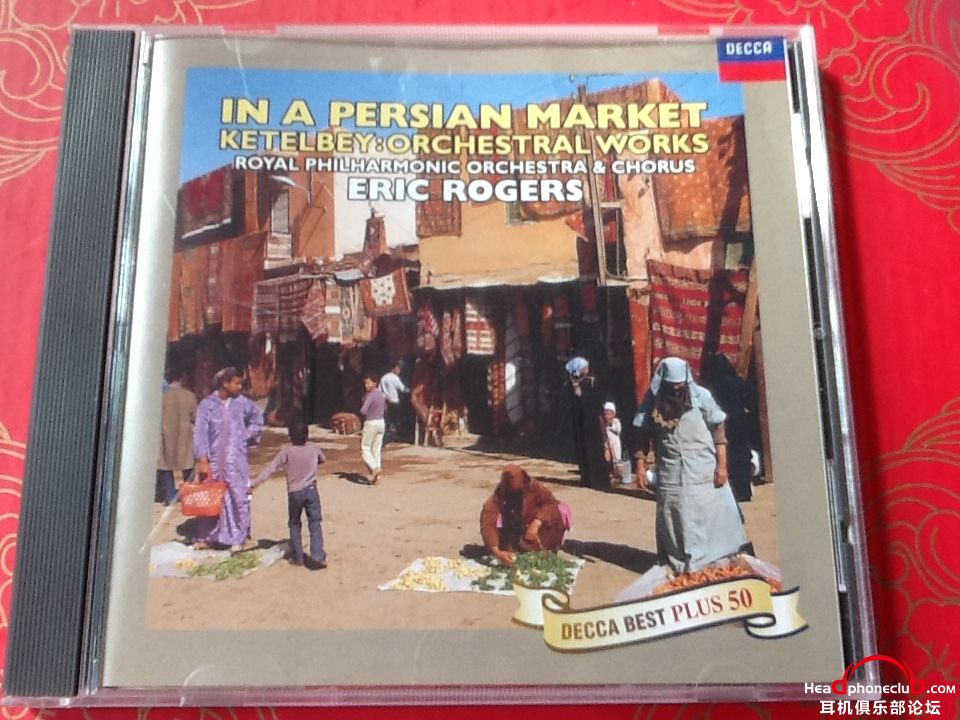 DECCA
IN A PERSIAN MARKET
KETELBEY:ORCHESTRAL WORKS
ROYAL PHILHARMONIC ORCHESTRA & CHORUS
ERIC ROGERS
DECCA BEST PLUS 50
Headphoneclub.com
耳机俱乐部论坛